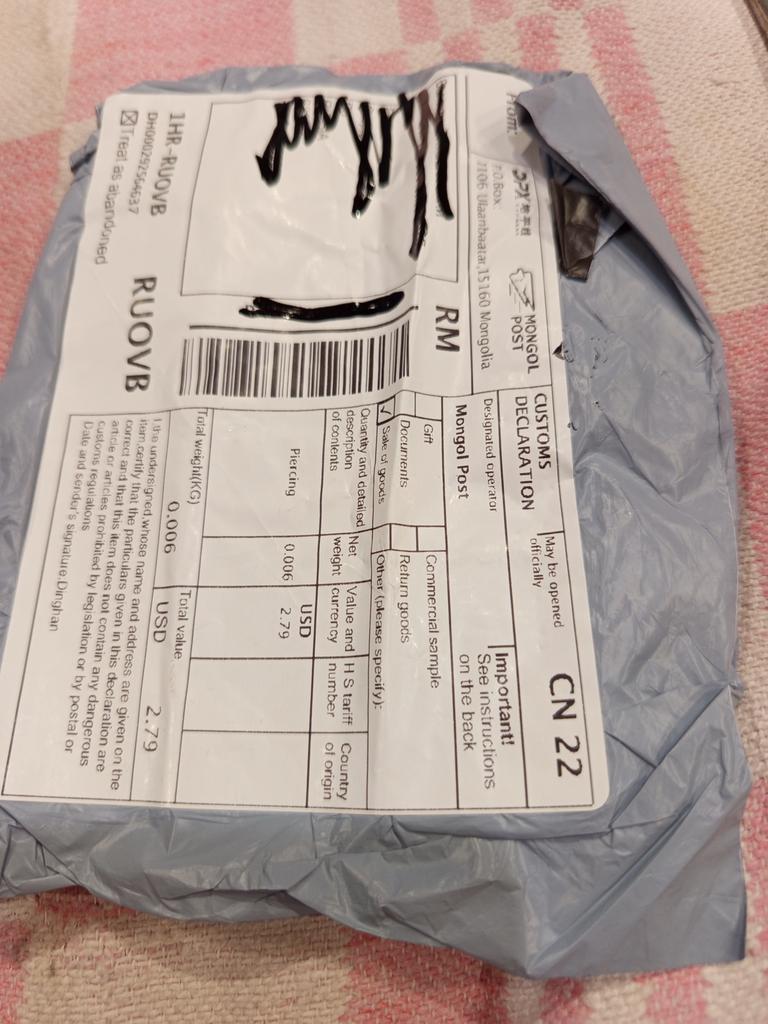 From:
MONGOL
POST
P.O.Box:
7106 Ulaanbaatar,15160 Mongolia
RM
1HR-RUOVB
DH000292564637
☒Treat as abandoned
RUOVB
CUSTOMS
DECLARATION
May be opened
officially
CN 22
Designated operator
Mongol Post
Important!
See instructions
on the back
Gift
Commercial sample
Documents
Return goods
✓ Sale of goods
Other (please specify):
Quantity and detailed
description
of contents
Net
weight
Value and
currency
H S tariff
number
Country
of origin
Piercing
0.006
USD
2.79
Total weight(KG)
0.006
Total value
USD 2.79
I the undersigned,whose name and address are given on the
item,certify that the particulars given in this declaration are
correct and that this item does not contain any dangerous
article or articles prohibited by legislation or by postal or
customs regulations
Date and sender's signature,Dinghan